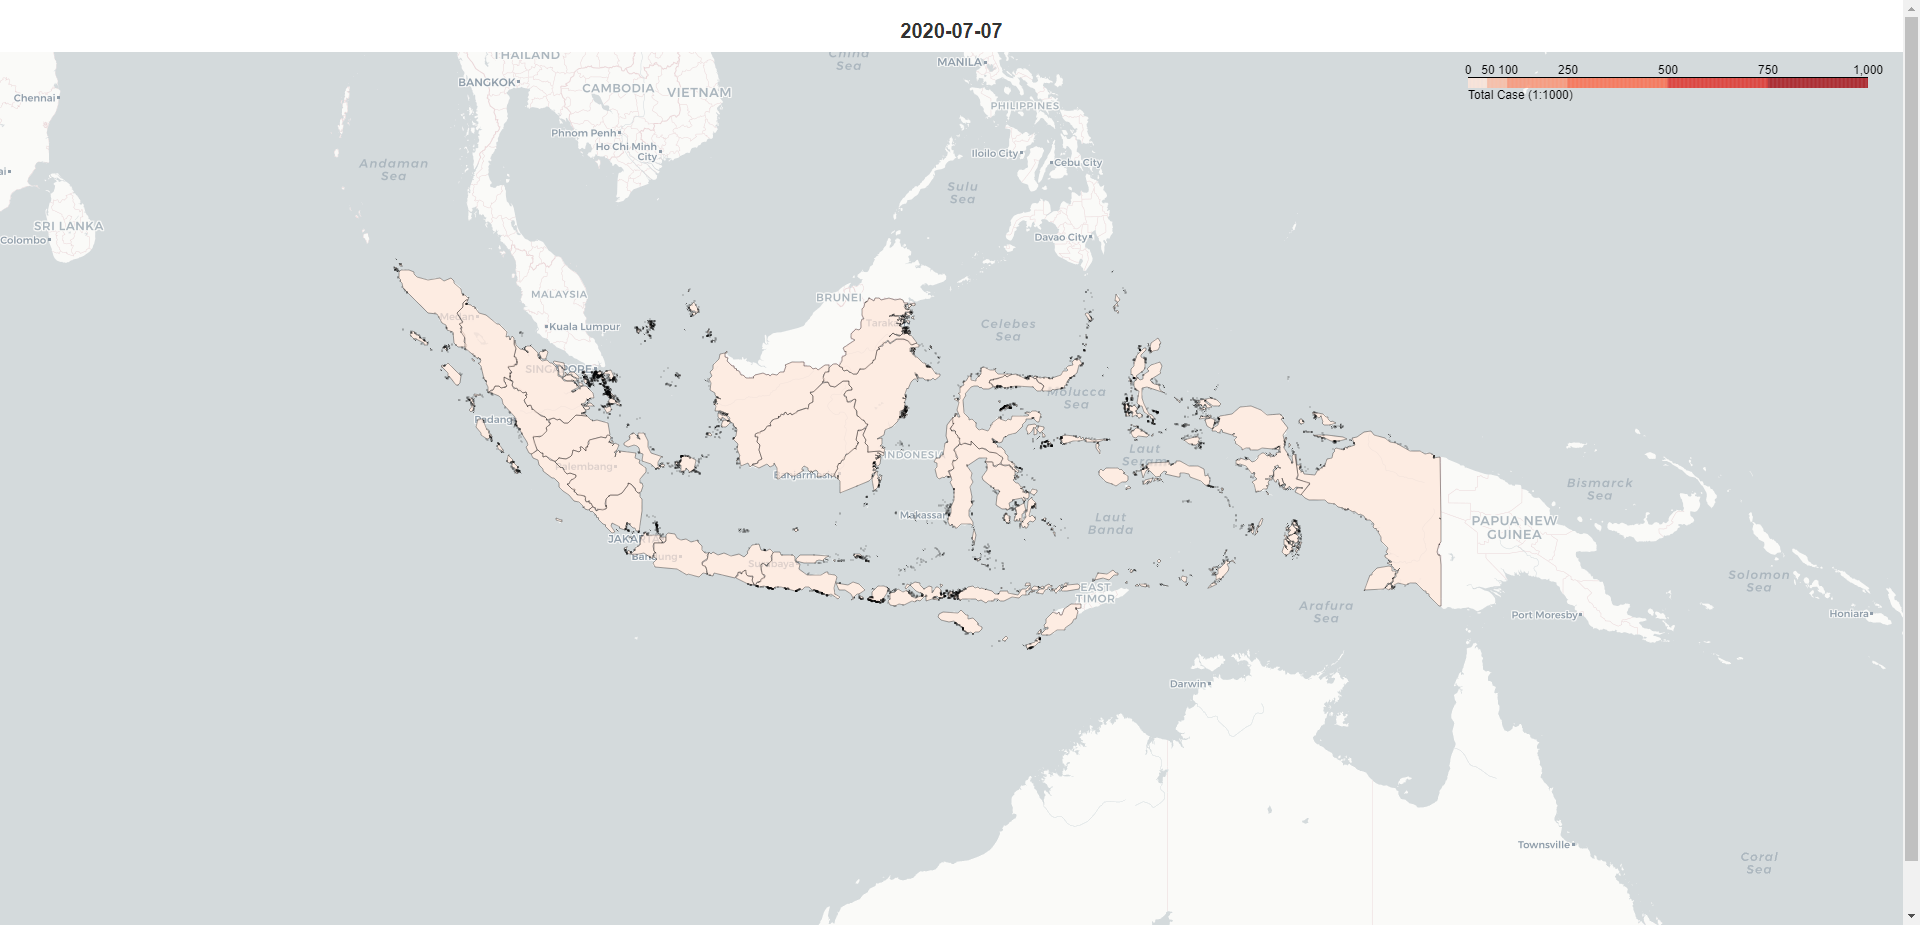 2020-07-07
0 50 100 250 500 750 1,000
Total Case (1:1000)
China
Sea
THAILAND
MANILA
BANGKOK
CAMBODIA
VIETNAM
Chennai
PHILIPPINES
Phnom Penh
Ho Chi Minh
City
Iloilo City
Cebu City
Andaman
Sea
ai
Sulu
Sea
SRI LANKA
Colombo
Davao City
MALAYSIA
BRUNEI
Medan
Kuala Lumpur
Celebes
Sea
SINGAPORE
Molucca
Sea
Padang
INDONESIA
Laut
Seram
Palembang
Banjarmasin
Bismarck
Sea
Makassar
Laut
Banda
PAPUA NEW
GUINEA
JAKARTA
Bandung
Surabaya
EAST
TIMOR
Solomon
Sea
Arafura
Sea
Port Moresby
Honiara
Darwin
Townsville
Coral
Sea